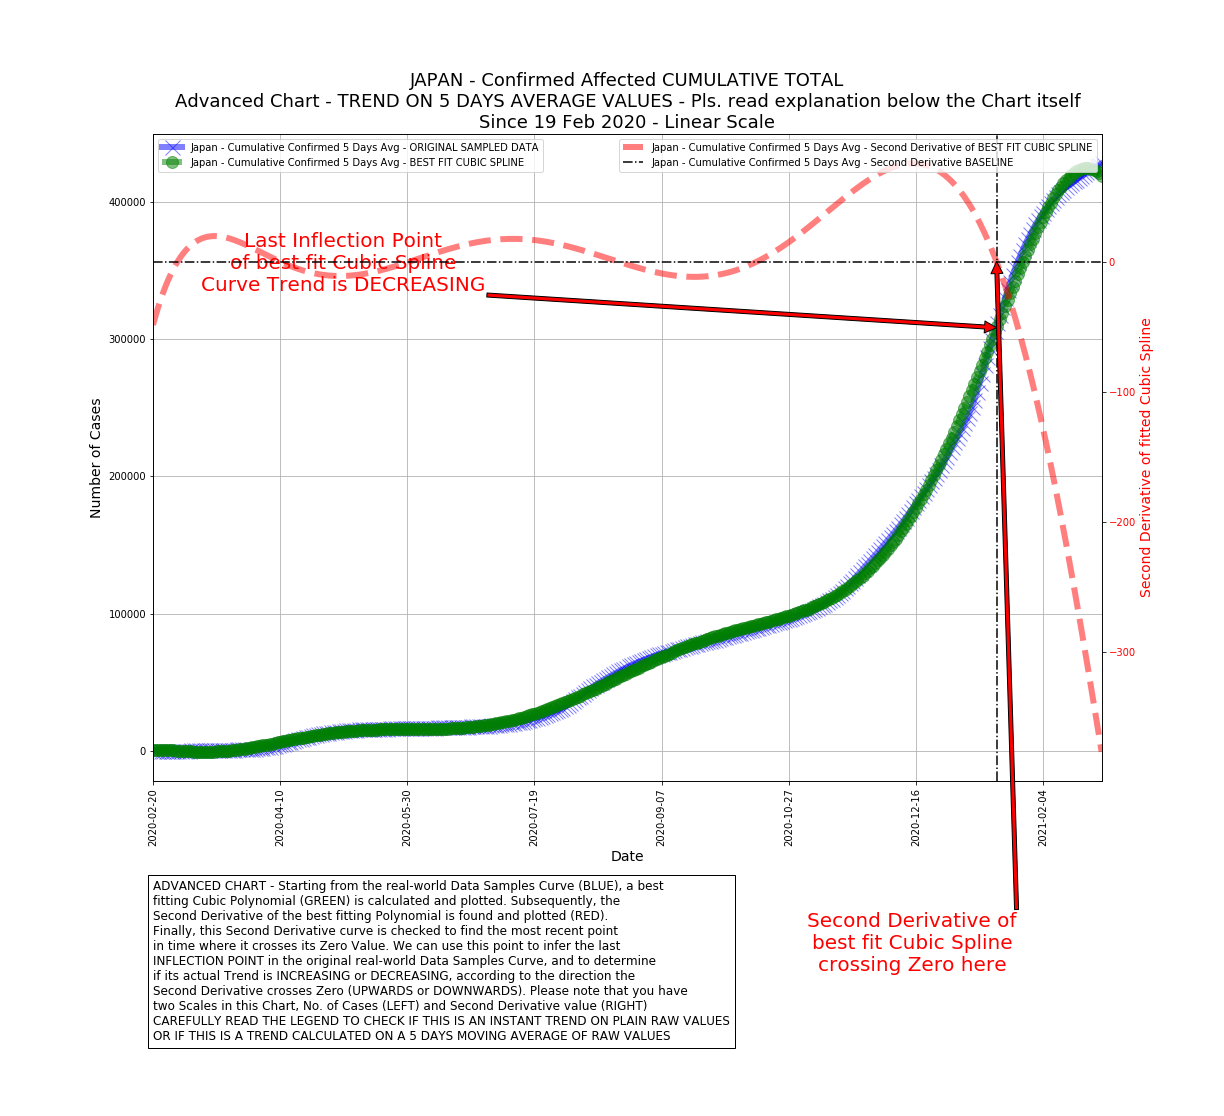 JAPAN - Confirmed Affected CUMULATIVE TOTAL
Advanced Chart - TREND ON 5 DAYS AVERAGE VALUES - Pls. read explanation below the Chart itself
Since 19 Feb 2020 - Linear Scale
Japan - Cumulative Confirmed 5 Days Avg - ORIGINAL SAMPLED DATA
Japan - Cumulative Confirmed 5 Days Avg - BEST FIT CUBIC SPLINE
Japan - Cumulative Confirmed 5 Days Avg - Second Derivative of BEST FIT CUBIC SPLINE
Japan - Cumulative Confirmed 5 Days Avg - Second Derivative BASELINE
Last Inflection Point
of best fit Cubic Spline
Curve Trend is DECREASING
400000
300000
200000
100000
0
Number of Cases
0
−100
−200
−300
Second Derivative of fitted Cubic Spline
2020-02-20
2020-04-10
2020-05-30
2020-07-19
2020-09-07
2020-10-27
2020-12-16
2021-02-04
Date
ADVANCED CHART - Starting from the real-world Data Samples Curve (BLUE), a best
fitting Cubic Polynomial (GREEN) is calculated and plotted. Subsequently, the
Second Derivative of the best fitting Polynomial is found and plotted (RED).
Finally, this Second Derivative curve is checked to find the most recent point
in time where it crosses its Zero Value. We can use this point to infer the last
INFLECTION POINT in the original real-world Data Samples Curve, and to determine
if its actual Trend is INCREASING or DECREASING, according to the direction the
Second Derivative crosses Zero (UPWARDS or DOWNWARDS). Please note that you have
two Scales in this Chart, No. of Cases (LEFT) and Second Derivative value (RIGHT)
CAREFULLY READ THE LEGEND TO CHECK IF THIS IS AN INSTANT TREND ON PLAIN RAW VALUES
OR IF THIS IS A TREND CALCULATED ON A 5 DAYS MOVING AVERAGE OF RAW VALUES
Second Derivative of
best fit Cubic Spline
crossing Zero here